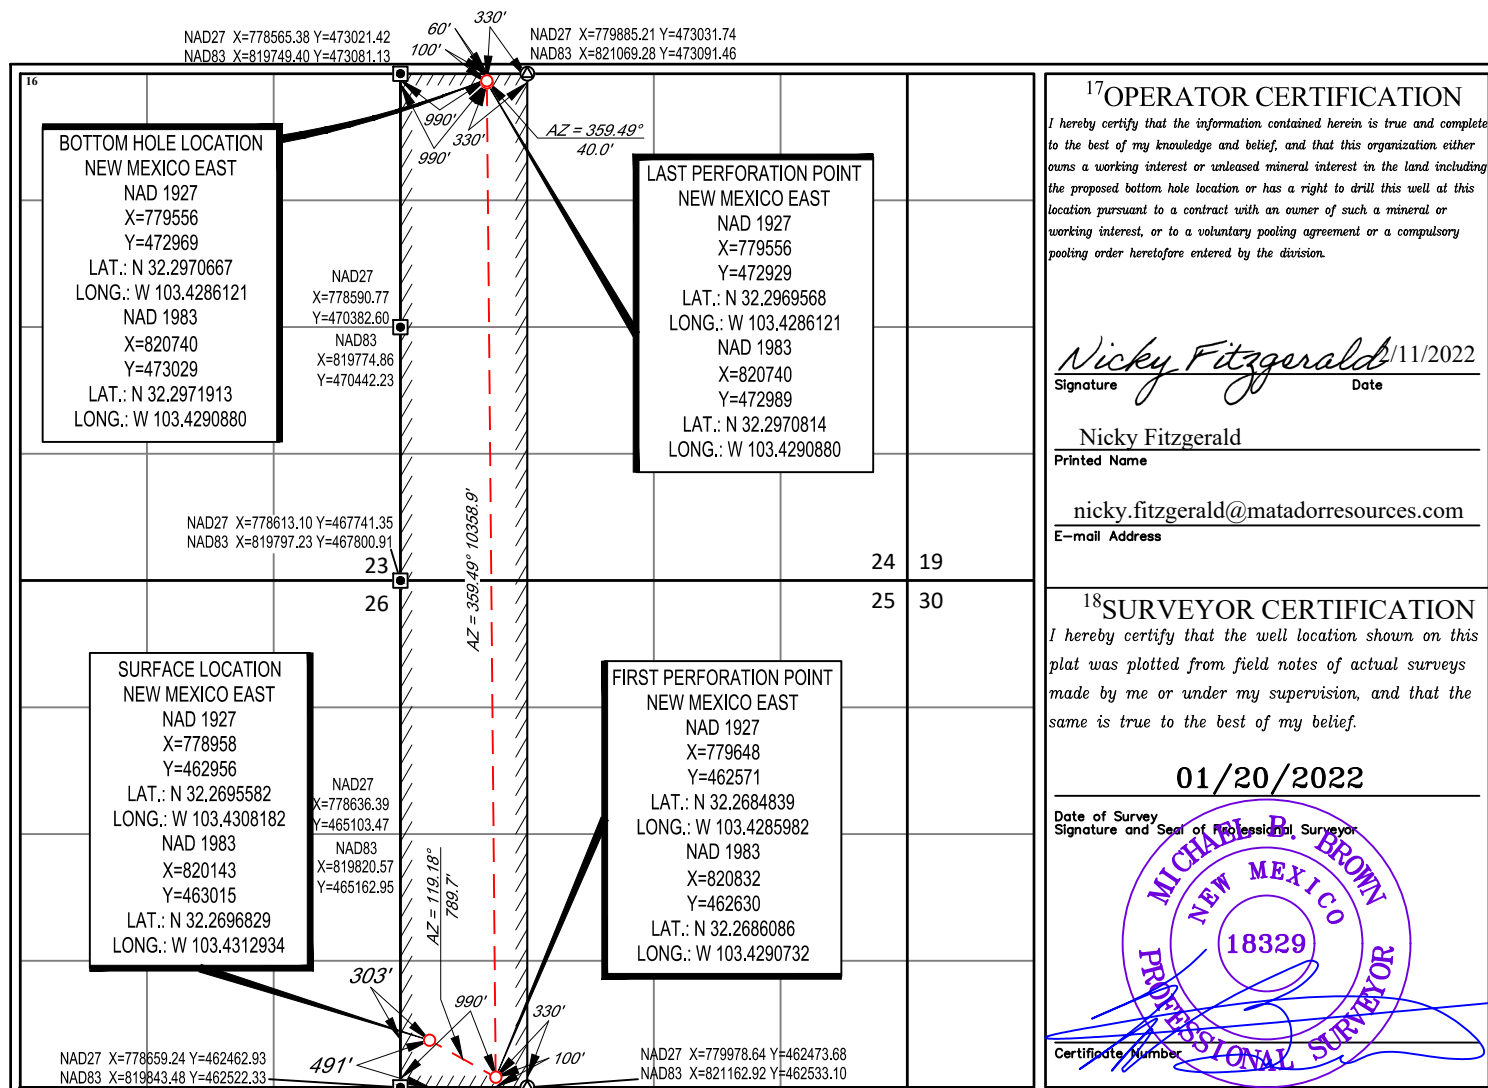 NAD27 X=778565.38 Y=473021.42
NAD83 X=819749.40 Y=473081.13
60'
330'
100'
NAD27 X=779885.21 Y=473031.74
NAD83 X=821069.28 Y=473091.46
16
990'
330'
990'
AZ = 359.49°
40.0'
BOTTOM HOLE LOCATION
NEW MEXICO EAST
NAD 1927
X=779556
Y=472969
LAT.: N 32.2970667
LONG.: W 103.4286121
NAD 1983
X=820740
Y=473029
LAT.: N 32.2971913
LONG.: W 103.4290880
LAST PERFORATION POINT
NEW MEXICO EAST
NAD 1927
X=779556
Y=472929
LAT.: N 32.2969568
LONG.: W 103.4286121
NAD 1983
X=820740
Y=472989
LAT.: N 32.2970814
LONG.: W 103.4290880
NAD27
X=778590.77
Y=470382.60
NAD83
X=819774.86
Y=470442.23
AZ = 359.49° 10358.9'
NAD27 X=778613.10 Y=467741.35
NAD83 X=819797.23 Y=467800.91
23
24 19
26
25 30
SURFACE LOCATION
NEW MEXICO EAST
NAD 1927
X=778958
Y=462956
LAT.: N 32.2695582
LONG.: W 103.4308182
NAD 1983
X=820143
Y=463015
LAT.: N 32.2696829
LONG.: W 103.4312934
NAD27
X=778636.39
Y=465103.47
NAD83
X=819820.57
Y=465162.95
AZ = 119.18°
789.7'
FIRST PERFORATION POINT
NEW MEXICO EAST
NAD 1927
X=779648
Y=462571
LAT.: N 32.2684839
LONG.: W 103.4285982
NAD 1983
X=820832
Y=462630
LAT.: N 32.2686086
LONG.: W 103.4290732
303'
990'
330'
491'
100'
NAD27 X=778659.24 Y=462462.93
NAD83 X=819843.48 Y=462522.33
NAD27 X=779978.64 Y=462473.68
NAD83 X=821162.92 Y=462533.10
17OPERATOR CERTIFICATION
I hereby certify that the information contained herein is true and complete
to the best of my knowledge and belief, and that this organization either
owns a working interest or unleased mineral interest in the land including
the proposed bottom hole location or has a right to drill this well at this
location pursuant to a contract with an owner of such a mineral or
working interest, or to a voluntary pooling agreement or a compulsory
pooling order heretofore entered by the division.
Nicky Fitzgerald 2/11/2022
Signature Date
Nicky Fitzgerald
Printed Name
nicky.fitzgerald@matadorresources.com
E-mail Address
18SURVEYOR CERTIFICATION
I hereby certify that the well location shown on this
plat was plotted from field notes of actual surveys
made by me or under my supervision, and that the
same is true to the best of my belief.
01/20/2022
Date of Survey
Signature and Seal of Professional Surveyor
MICHAEL B. BROWN
NEW MEXICO
18329
PROFESSIONAL SURVEYOR
Certificate Number